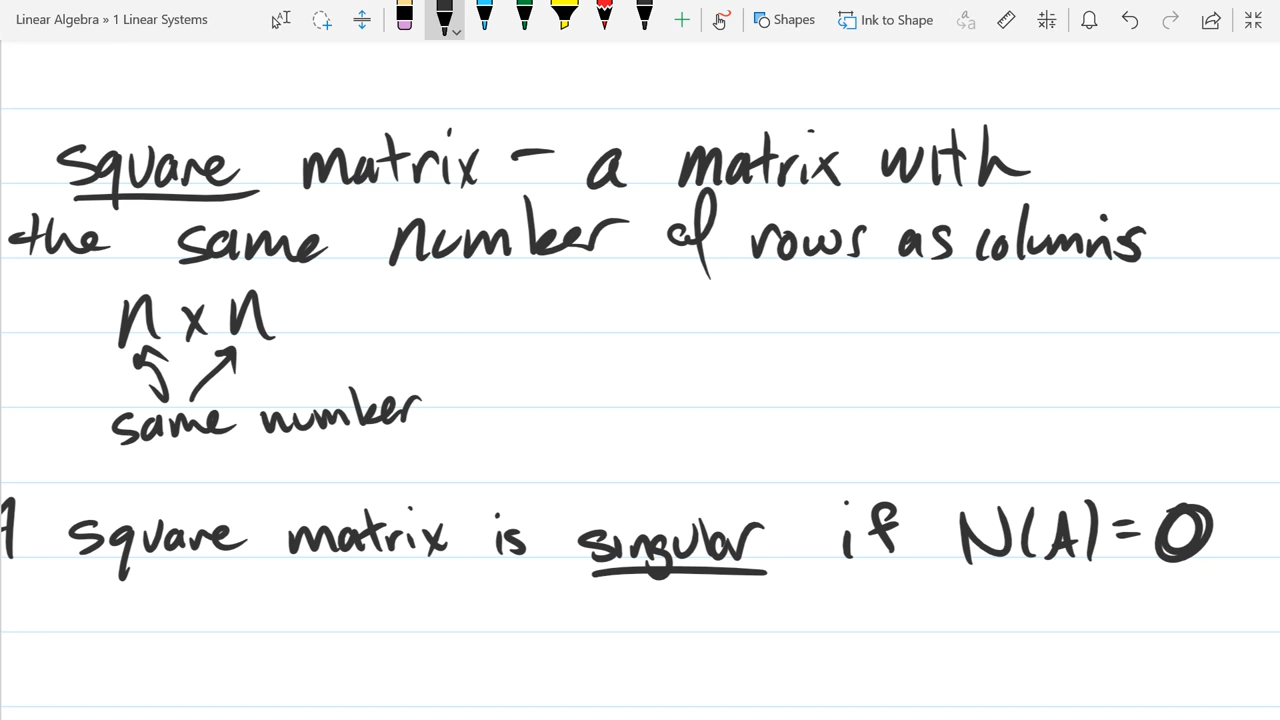 Linear Algebra » 1 Linear Systems
Shapes
Ink to Shape
square matrix - a matrix with
the same number of rows as columns
n x n
same number
square matrix is singular if N(A) = 0